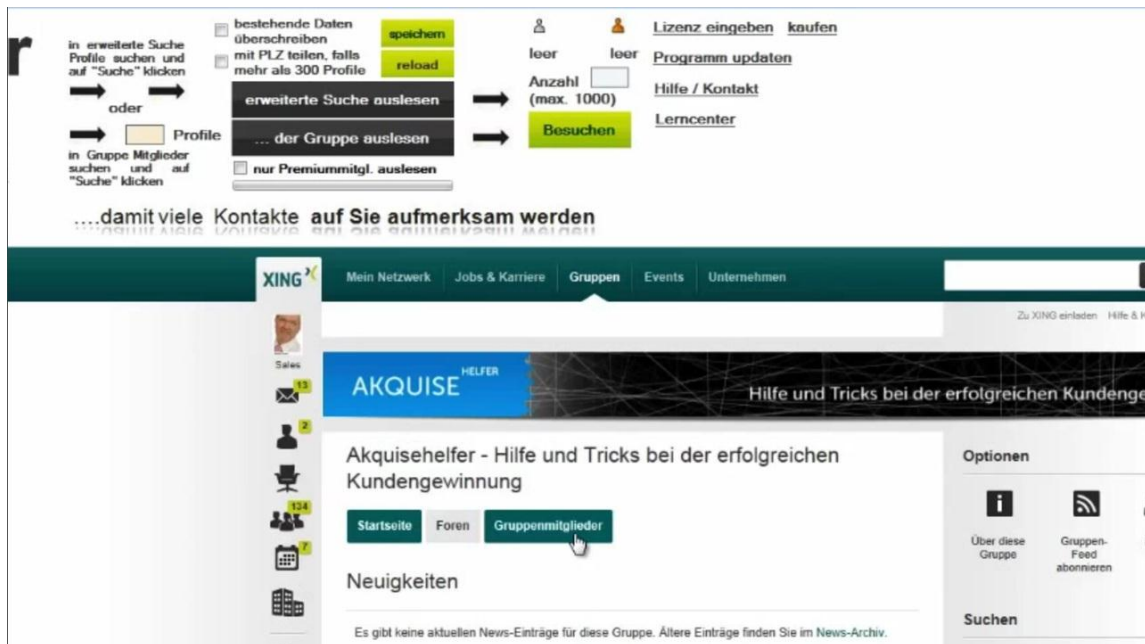 r
in erweiterte Suche
Profile suchen und
auf "Suche" klicken
oder
Profile
in Gruppe Mitglieder
suchen und auf
"Suche" klicken
bestehende Daten
überschreiben
mit PLZ teilen, falls
mehr als 300 Profile
speichern
reload
erweiterte Suche auslesen
... der Gruppe auslesen
nur Premiummitgl. auslesen
leer leer
Anzahl
(max. 1000)
Besuchen
Lizenz eingeben kaufen
Programm updaten
Hilfe / Kontakt
Lerncenter
....damit viele Kontakte auf Sie aufmerksam werden
XING
Mein Netzwerk Jobs & Karriere Gruppen Events Unternehmen
Zu XING einladen Hilfe & K
Sales
13
2
134
7
AKQUISE HELFER
Hilfe und Tricks bei der erfolgreichen Kundenge
Akquisehelfer - Hilfe und Tricks bei der erfolgreichen
Kundengewinnung
Startseite Foren Gruppenmitglieder
Neuigkeiten
Es gibt keine aktuellen News-Einträge für diese Gruppe. Ältere Einträge finden Sie im News-Archiv.
Optionen
Über diese
Gruppe
Gruppen-
Feed
abonnieren
Suchen